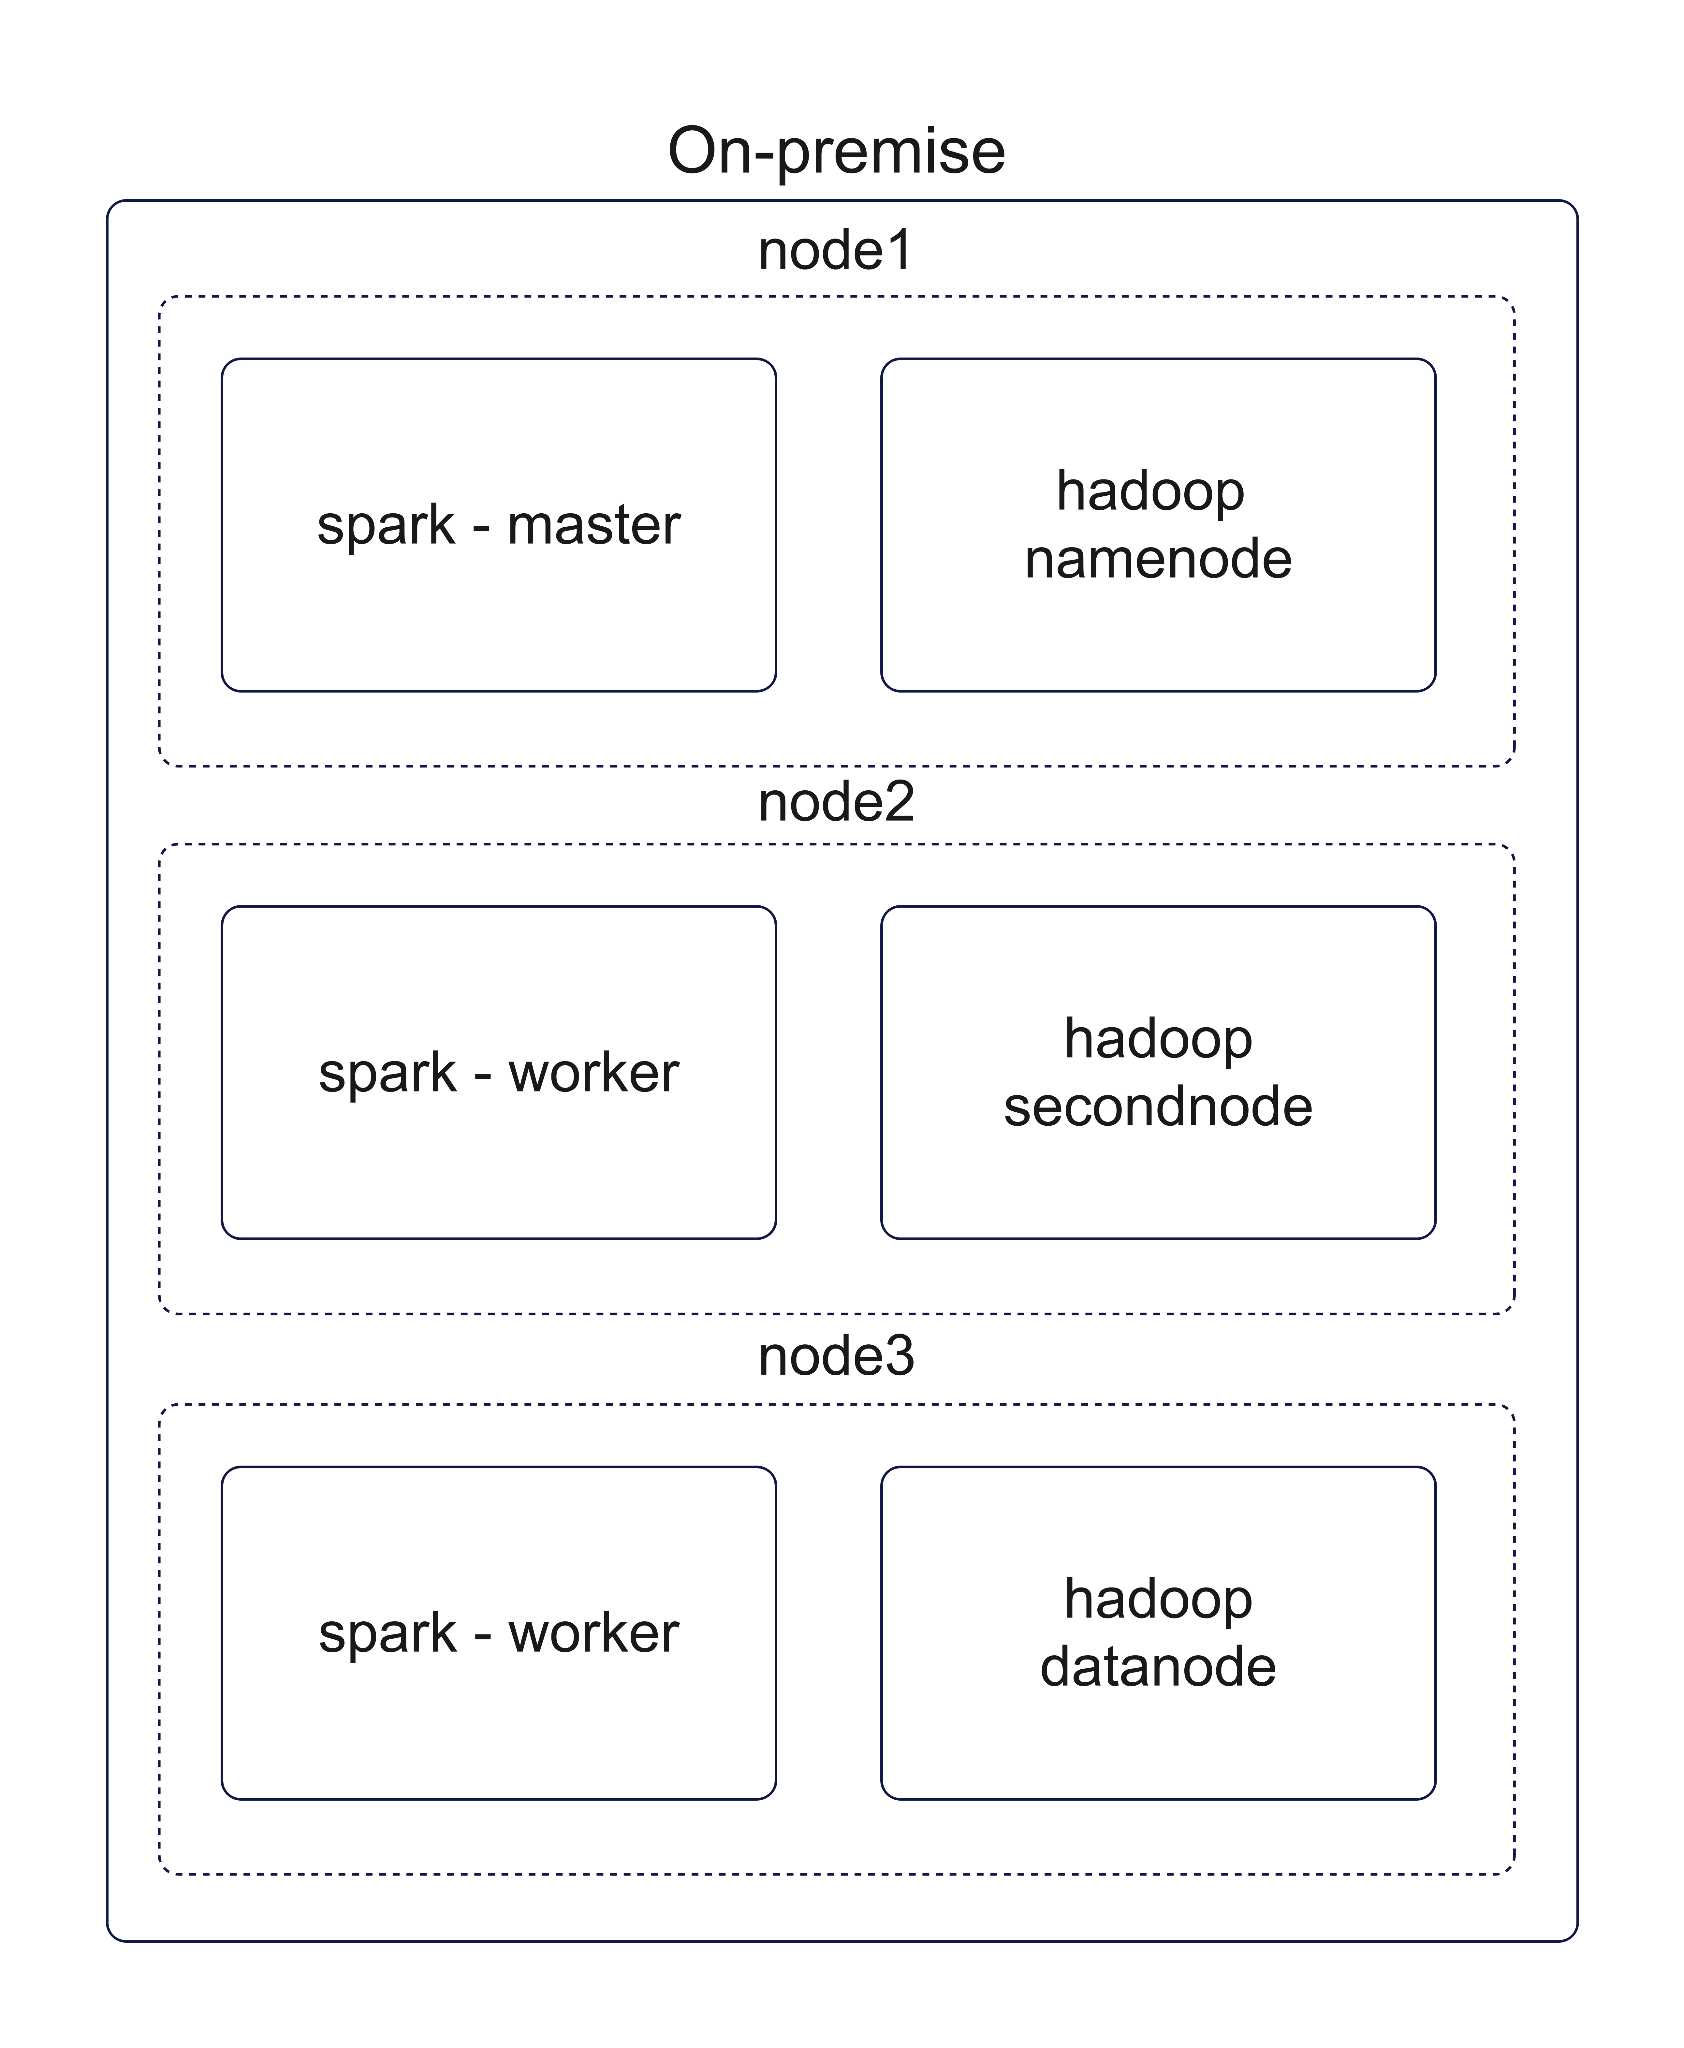 On-premise
node1
spark - master
hadoop
namenode
node2
spark - worker
hadoop
secondnode
node3
spark - worker
hadoop
datanode